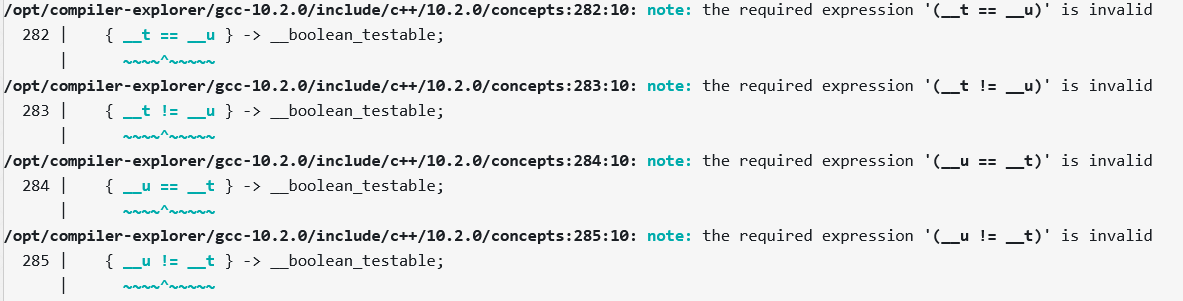 /opt/compiler-explorer/gcc-10.2.0/include/c++/10.2.0/concepts:282:10: note: the required expression '(__t == __u)' is invalid
  282 |    { __t == __u } -> __boolean_testable;
      |      ~~~~^~~~~~
/opt/compiler-explorer/gcc-10.2.0/include/c++/10.2.0/concepts:283:10: note: the required expression '(__t != __u)' is invalid
  283 |    { __t != __u } -> __boolean_testable;
      |      ~~~~^~~~~~
/opt/compiler-explorer/gcc-10.2.0/include/c++/10.2.0/concepts:284:10: note: the required expression '(__u == __t)' is invalid
  284 |    { __u == __t } -> __boolean_testable;
      |      ~~~~^~~~~~
/opt/compiler-explorer/gcc-10.2.0/include/c++/10.2.0/concepts:285:10: note: the required expression '(__u != __t)' is invalid
  285 |    { __u != __t } -> __boolean_testable;
      |      ~~~~^~~~~~